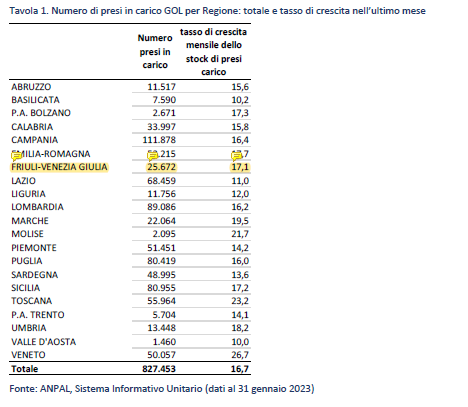 Tavola 1. Numero di presi in carico GOL per Regione: totale e tasso di crescita nell'ultimo mese
Numero presi in carico tasso di crescita mensile dello stock di presi carico
ABRUZZO 11.517 15,6
BASILICATA 7.590 10,2
P.A. BOLZANO 2.671 17,3
CALABRIA 33.997 15,8
CAMPANIA 111.878 16,4
MILIA-ROMAGNA .215 ,7
FRIULI-VENEZIA GIULIA 25.672 17,1
LAZIO 68.459 11,0
LIGURIA 11.756 12,0
LOMBARDIA 89.086 16,2
MARCHE 22.064 19,5
MOLISE 2.095 21,7
PIEMONTE 51.451 14,2
PUGLIA 80.419 16,0
SARDEGNA 48.995 13,6
SICILIA 80.955 17,2
TOSCANA 55.964 23,2
P.A. TRENTO 5.704 14,1
UMBRIA 13.448 18,2
VALLE D'AOSTA 1.460 10,0
VENETO 50.057 26,7
Totale 827.453 16,7
Fonte: ANPAL, Sistema Informativo Unitario (dati al 31 gennaio 2023)